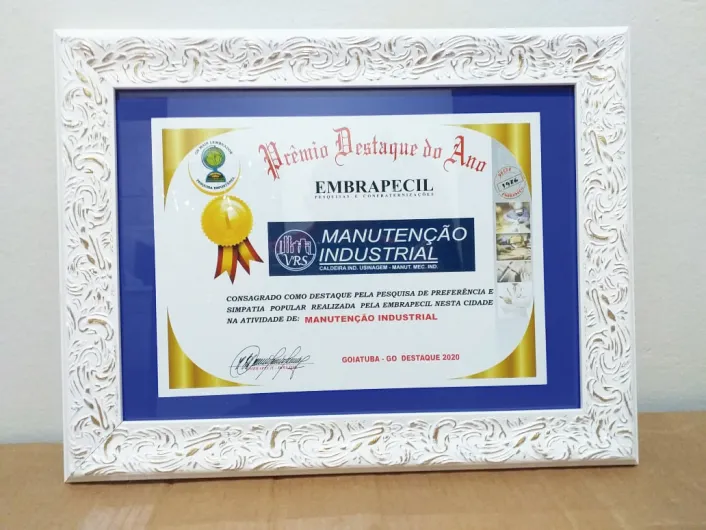 Prêmio Destaque do Ano
EMBRAPECIL
PESQUISAS E CONFRATERNIZAÇÕES
1976
VRS
MANUTENÇÃO
INDUSTRIAL
CALDEIRA IND. USINAGEM - MANUT. MEC. IND.
CONSAGRADO COMO DESTAQUE PELA PESQUISA DE PREFERÊNCIA E
SIMPATIA POPULAR REALIZADA PELA EMBRAPECIL NESTA CIDADE
NA ATIVIDADE DE: MANUTENÇÃO INDUSTRIAL
GOIATUBA - GO DESTAQUE 2020